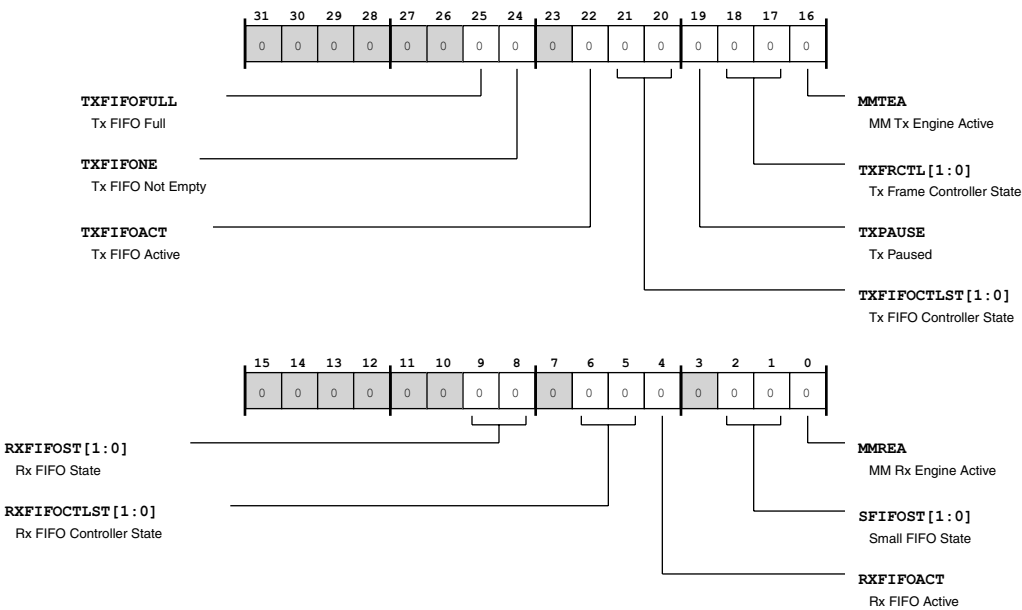 31 30 29 28 27 26 25 24 23 22 21 20 19 18 17 16
0 0 0 0 0 0 0 0 0 0 0 0 0 0 0 0
TXFIFOFULL
Tx FIFO Full
MMTEA
MM Tx Engine Active
TXFIFONE
Tx FIFO Not Empty
TXFRCTL[1:0]
Tx Frame Controller State
TXFIFOACT
Tx FIFO Active
TXPAUSE
Tx Paused
TXFIFOCTLST[1:0]
Tx FIFO Controller State
15 14 13 12 11 10 9 8 7 6 5 4 3 2 1 0
0 0 0 0 0 0 0 0 0 0 0 0 0 0 0 0
RXFIFOST[1:0]
Rx FIFO State
MMREA
MM Rx Engine Active
RXFIFOCTLST[1:0]
Rx FIFO Controller State
SFIFOST[1:0]
Small FIFO State
RXFIFOACT
Rx FIFO Active